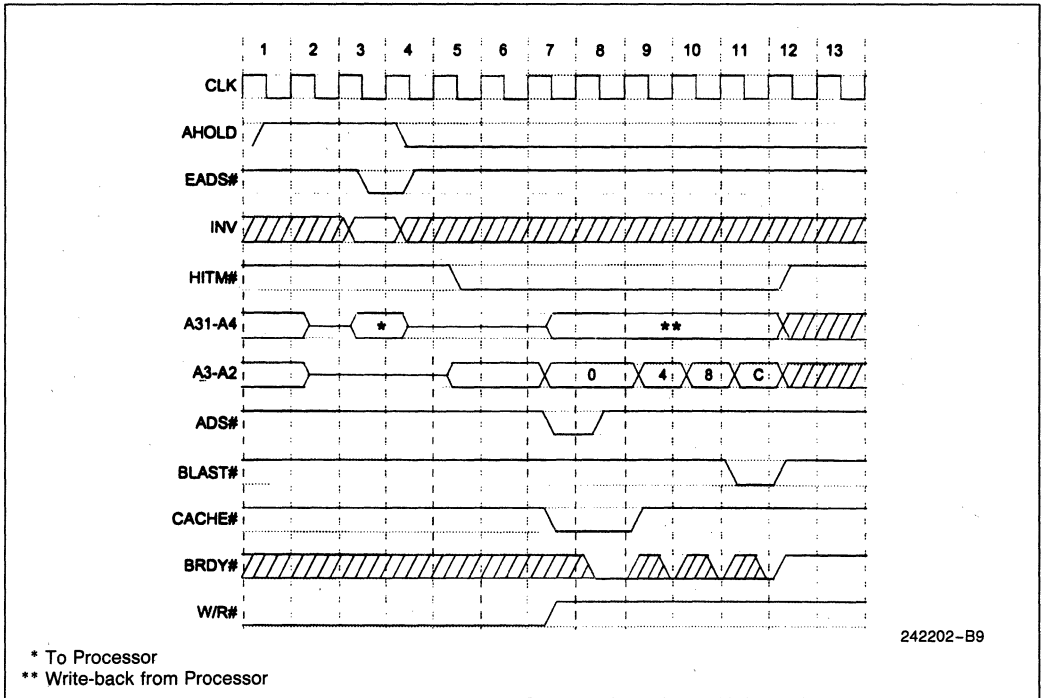 1 2 3 4 5 6 7 8 9 10 11 12 13
CLK
AHOLD
EADS#
INV
HITM#
A31-A4 * **
A3-A2 0 4 8 C
ADS#
BLAST#
CACHE#
BRDY#
W/R#
242202-B9
* To Processor
** Write-back from Processor